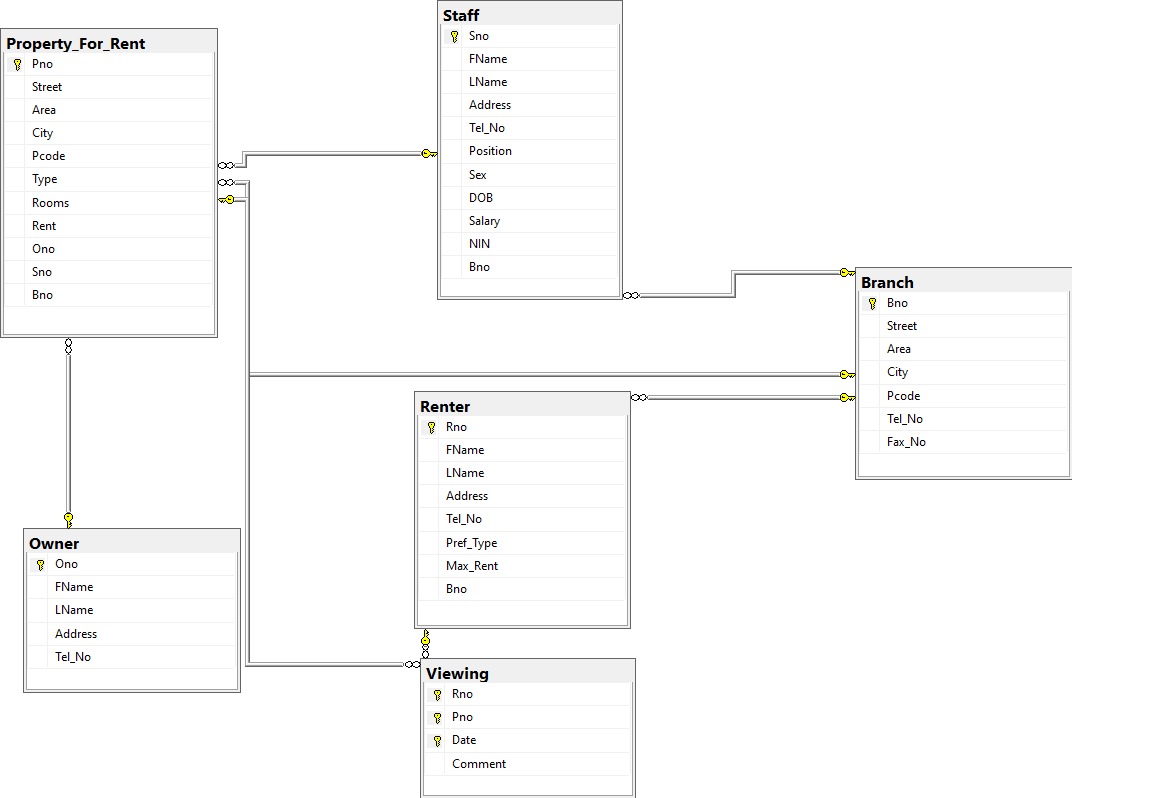 Property_For_Rent
Pno
Street
Area
City
Pcode
Type
Rooms
Rent
Ono
Sno
Bno
Staff
Sno
FName
LName
Address
Tel_No
Position
Sex
DOB
Salary
NIN
Bno
Branch
Bno
Street
Area
City
Pcode
Tel_No
Fax_No
Renter
Rno
FName
LName
Address
Tel_No
Pref_Type
Max_Rent
Bno
Owner
Ono
FName
LName
Address
Tel_No
Viewing
Rno
Pno
Date
Comment